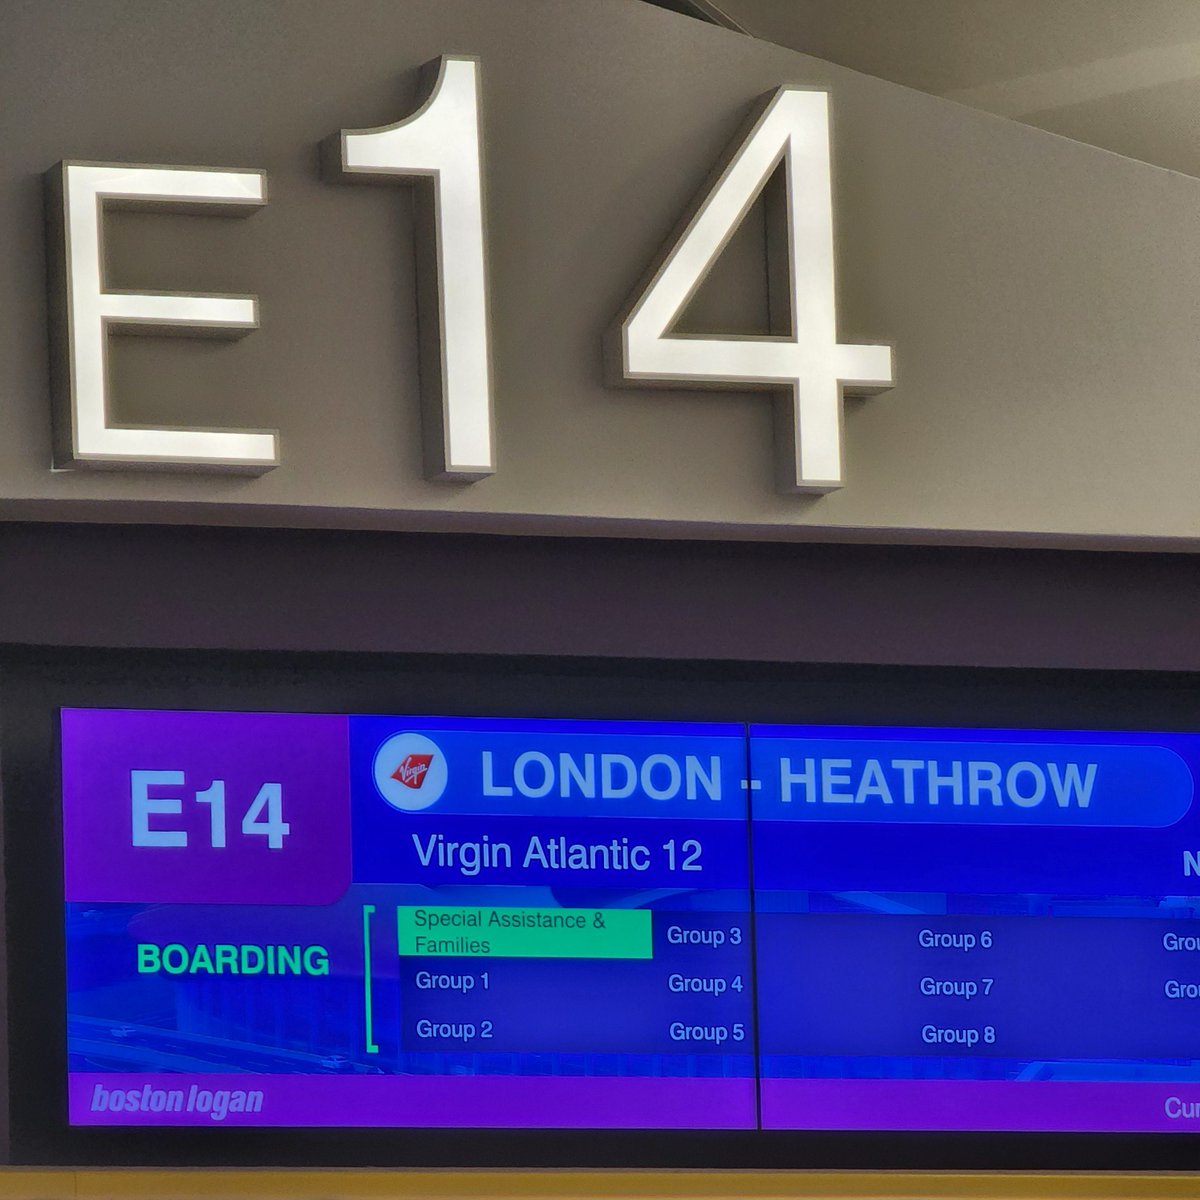 E14
E14
Virgin
LONDON - HEATHROW
Virgin Atlantic 12
BOARDING
Special Assistance &
Families
Group 1
Group 2
Group 3
Group 4
Group 5
Group 6
Group 7
Group 8
boston logan